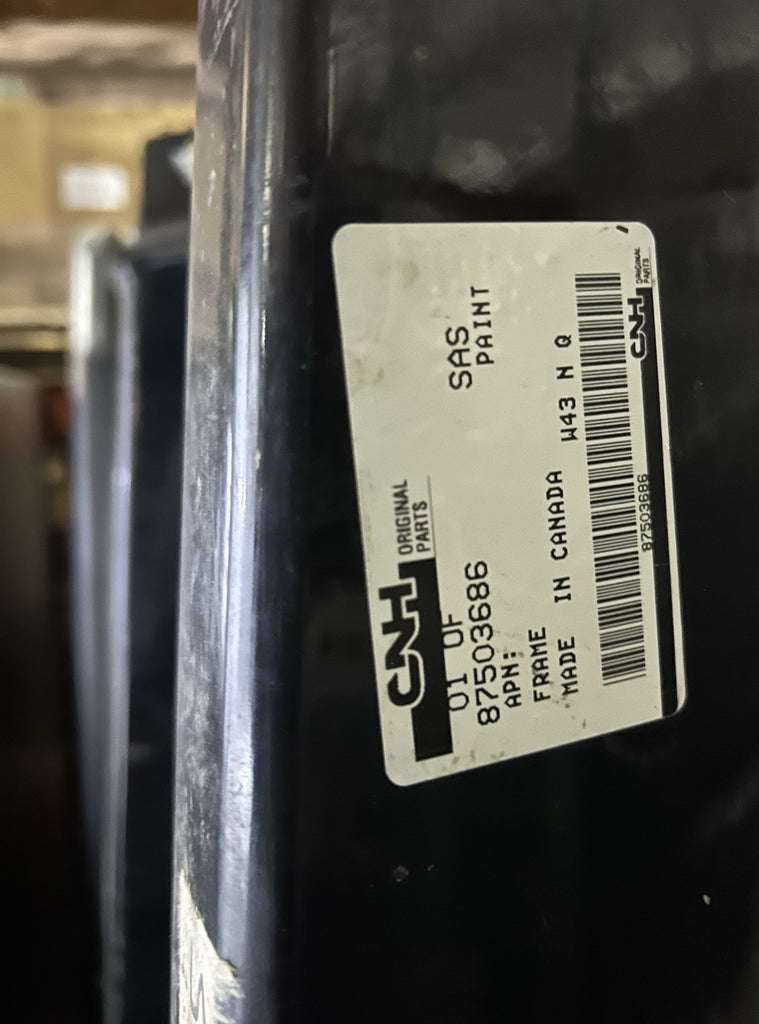 CNH ORIGINAL
PARTS
01 OF
87503686 SAS
APN: PAINT
FRAME
MADE IN CANADA W43 N Q
87503686
CNH ORIGINAL
PARTS